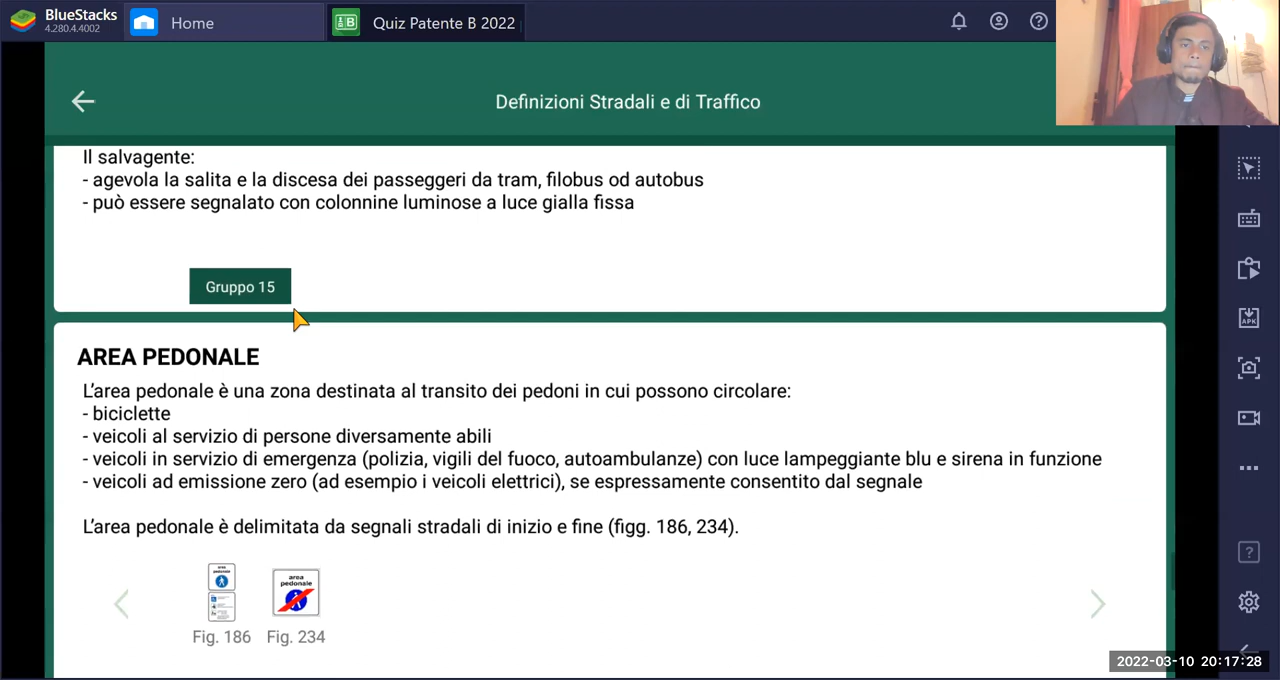 BlueStacks
4.280.4.4002
Home
Quiz Patente B 2022
Definizioni Stradali e di Traffico
Il salvagente:
- agevola la salita e la discesa dei passeggeri da tram, filobus od autobus
- può essere segnalato con colonnine luminose a luce gialla fissa
Gruppo 15
AREA PEDONALE
L'area pedonale è una zona destinata al transito dei pedoni in cui possono circolare:
- biciclette
- veicoli al servizio di persone diversamente abili
- veicoli in servizio di emergenza (polizia, vigili del fuoco, autoambulanze) con luce lampeggiante blu e sirena in funzione
- veicoli ad emissione zero (ad esempio i veicoli elettrici), se espressamente consentito dal segnale
L'area pedonale è delimitata da segnali stradali di inizio e fine (figg. 186, 234).
area
pedonale
area
pedonale
Fig. 186
Fig. 234
2022-03-10 20:17:28